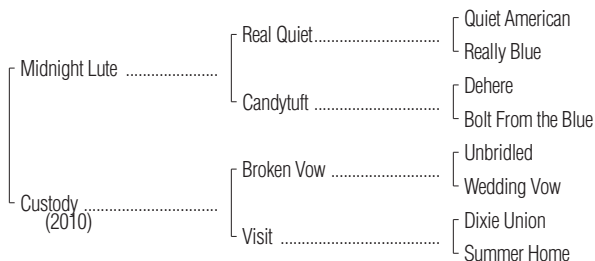 Quiet American
Real Quiet
Really Blue
Midnight Lute
Dehere
Candytuft
Bolt From the Blue
Unbridled
Broken Vow
Wedding Vow
Custody
(2010)
Dixie Union
Visit
Summer Home